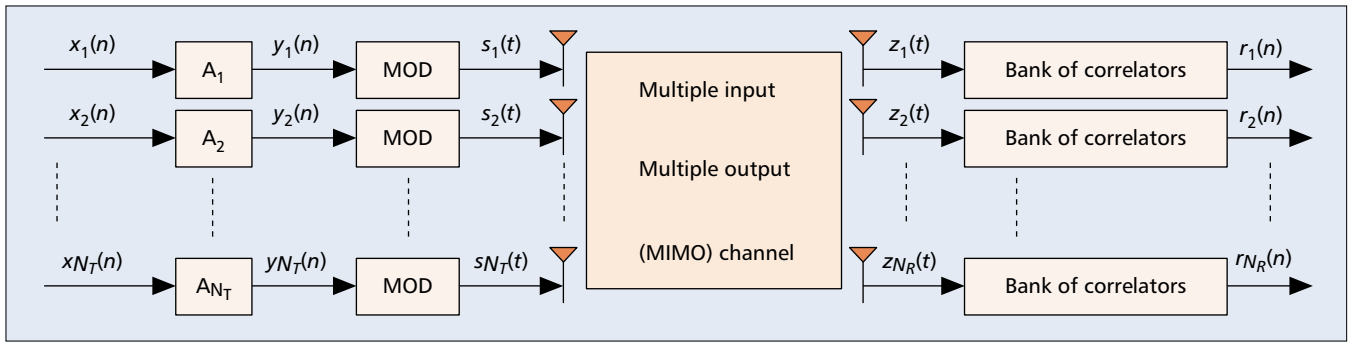 x1(n) A1 y1(n) MOD s1(t) z1(t) Bank of correlators r1(n)
x2(n) A2 y2(n) MOD s2(t) z2(t) Bank of correlators r2(n)
Multiple input
Multiple output
(MIMO) channel
xNT(n) ANT yNT(n) MOD sNT(t) zNR(t) Bank of correlators rNR(n)